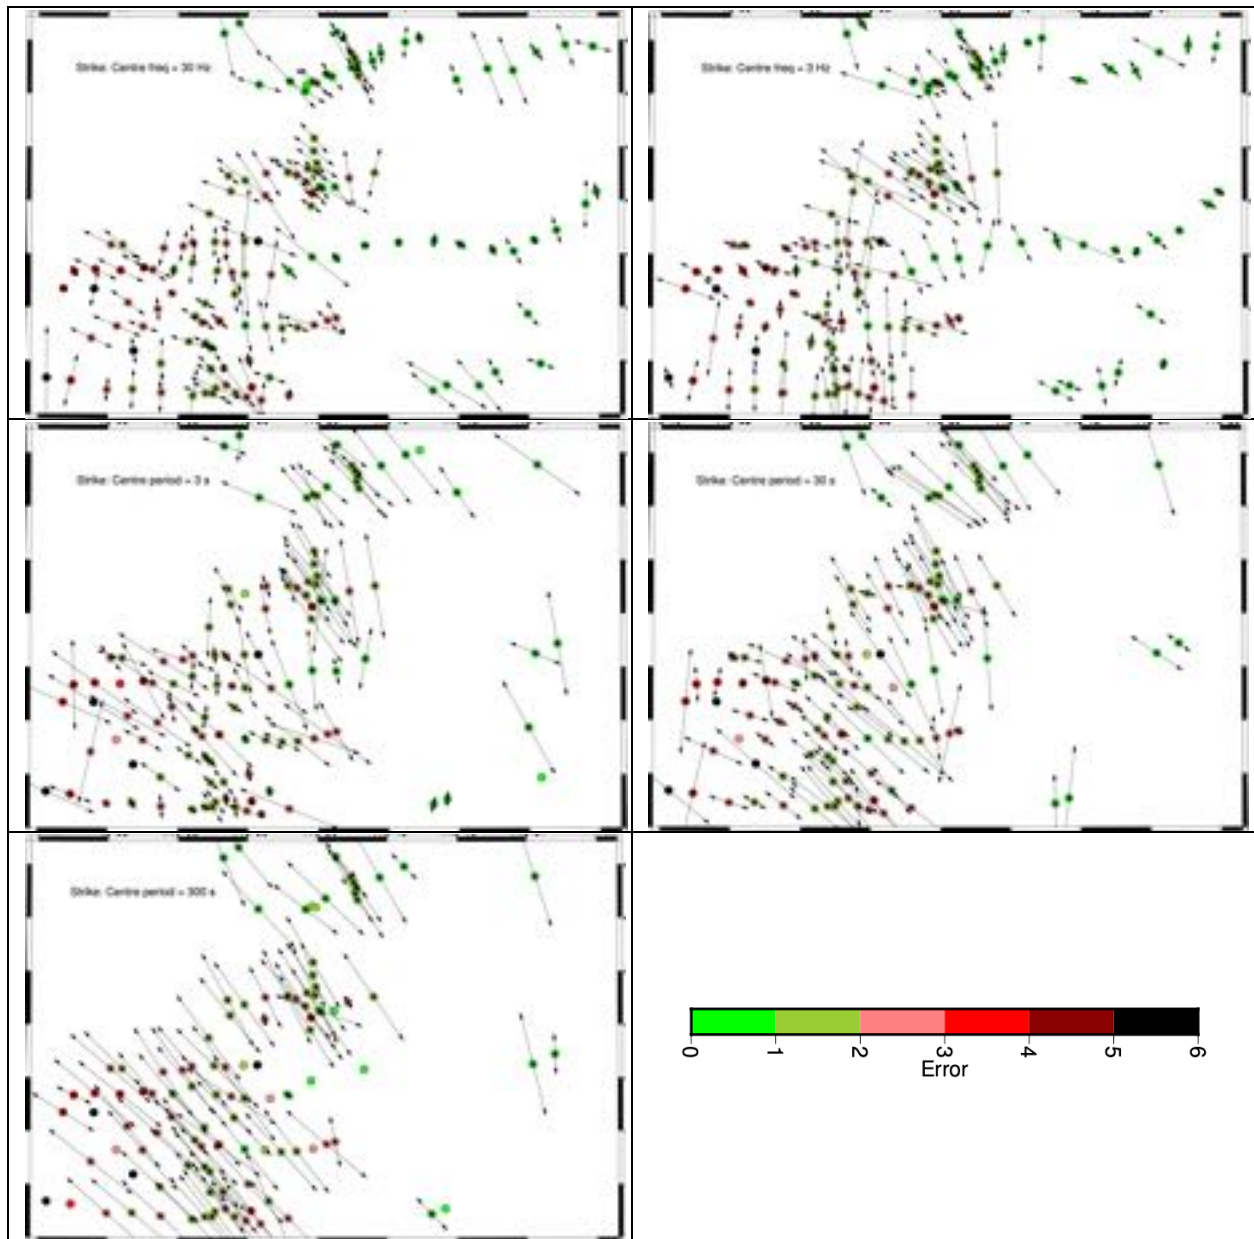 Strike: Centre freq = 30 Hz
Strike: Centre freq = 3 Hz
Strike: Centre period = 3 s
Strike: Centre period = 30 s
Strike: Centre period = 300 s
0 1 2 3 4 5 6
Error